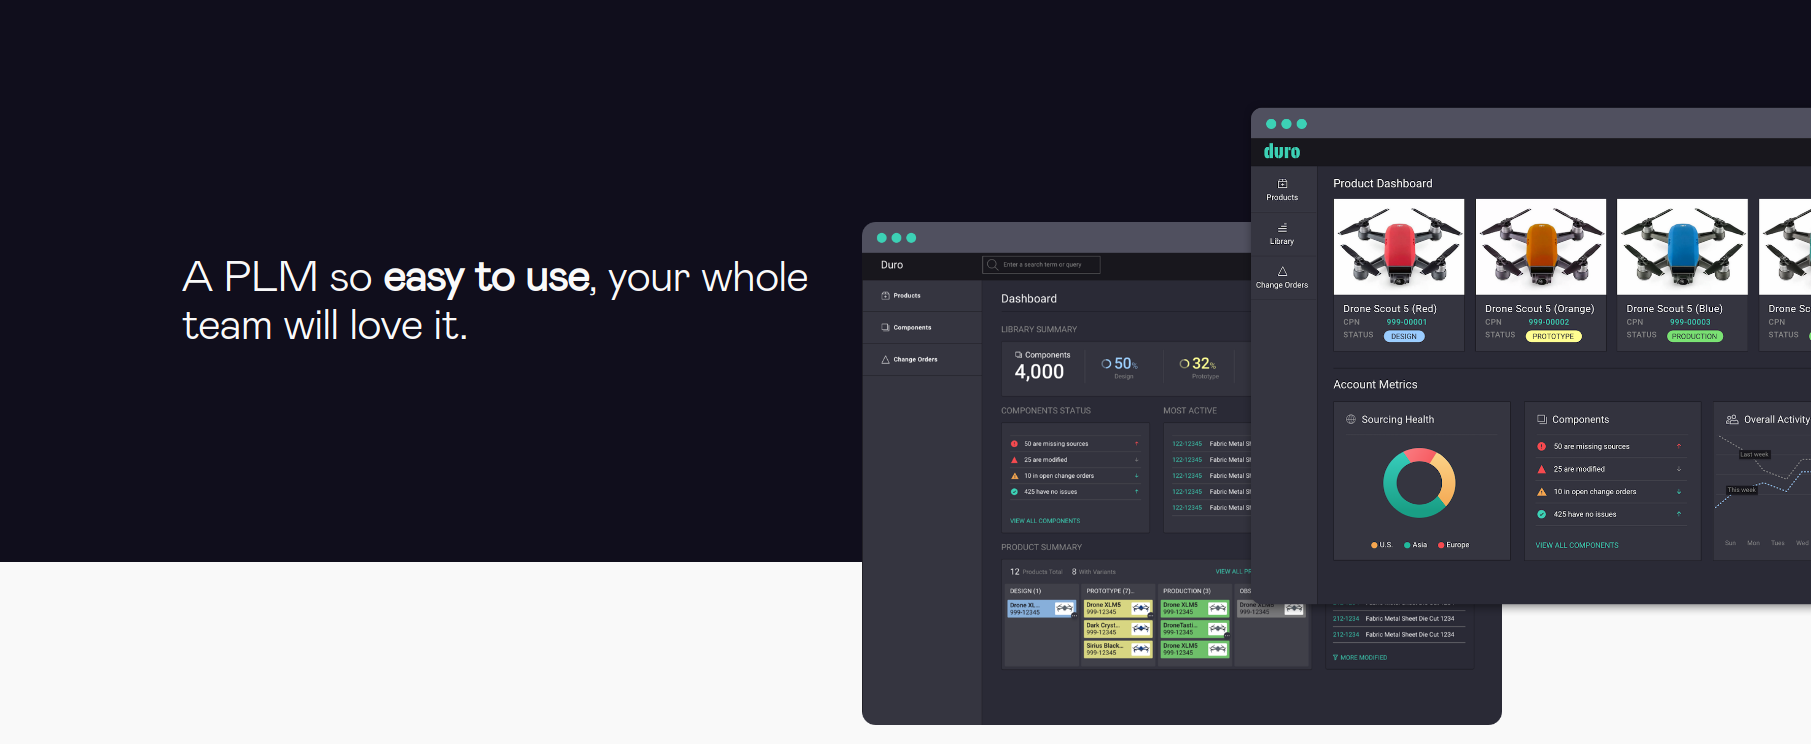 A PLM so easy to use, your whole
team will love it.
Duro
Enter a search term or query
Products
Components
Change Orders
Dashboard
LIBRARY SUMMARY
Components
4,000
50%
Design
32%
Prototype
COMPONENTS STATUS
50 are missing sources
25 are modified
10 in open change orders
425 have no issues
VIEW ALL COMPONENTS
MOST ACTIVE
122-12345 Fabric Metal
122-12345 Fabric Metal
122-12345 Fabric Metal
122-12345 Fabric Metal
122-12345 Fabric Metal
PRODUCT SUMMARY
12 Products Total 8 With Variants
VIEW ALL
DESIGN (1)
Drone XL...
999-12345
PROTOTYPE (7)...
Drone XLM5
999-12345
Dark Cryst...
999-12345
Sirius Black...
999-12345
PRODUCTION (3)
Drone XLM5
999-12345
DroneTasti...
999-12345
Drone XLM5
999-12345
OBS
999-12345
212-1234 Fabric Metal Sheet Die Cut 1234
212-1234 Fabric Metal Sheet Die Cut 1234
MORE MODIFIED
duro
Products
Library
Change Orders
Product Dashboard
Drone Scout 5 (Red)
CPN 999-00001
STATUS DESIGN
Drone Scout 5 (Orange)
CPN 999-00002
STATUS PROTOTYPE
Drone Scout 5 (Blue)
CPN 999-00003
STATUS PRODUCTION
Drone Sc
CPN
STATUS
Account Metrics
Sourcing Health
U.S. Asia Europe
Components
50 are missing sources
25 are modified
10 in open change orders
425 have no issues
VIEW ALL COMPONENTS
Overall Activity
Last week
This week
Sun Mon Tues Wed